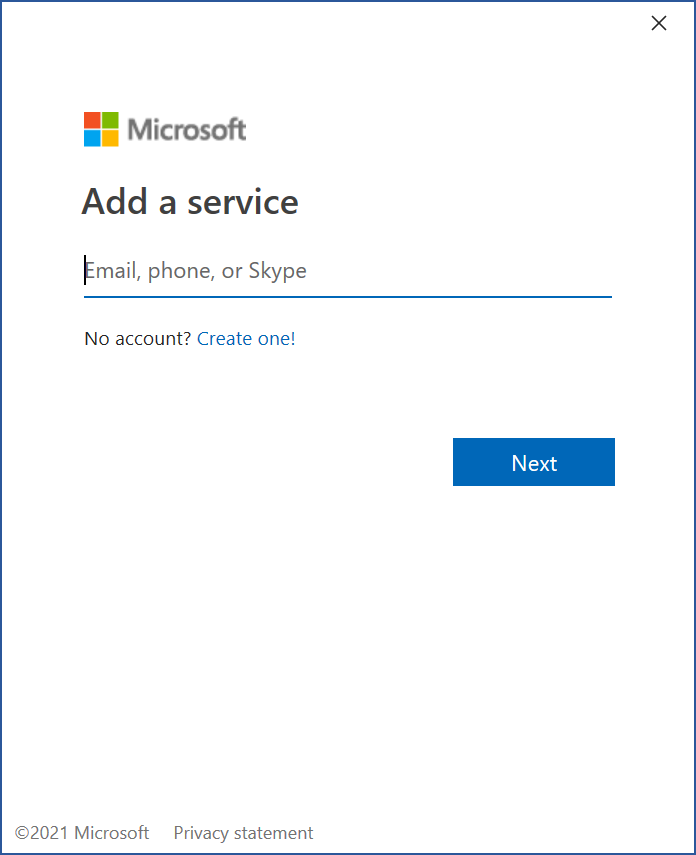 Microsoft
Add a service
Email, phone, or Skype
No account? Create one!
Next
©2021 Microsoft Privacy statement